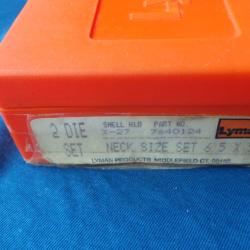 2 DIE SHELL HLD PART NO. Lyman
SET X-27 7640124
NECK SIZE SET 6.5 X
LYMAN PRODUCTS MIDDLEFIELD CT. 06455